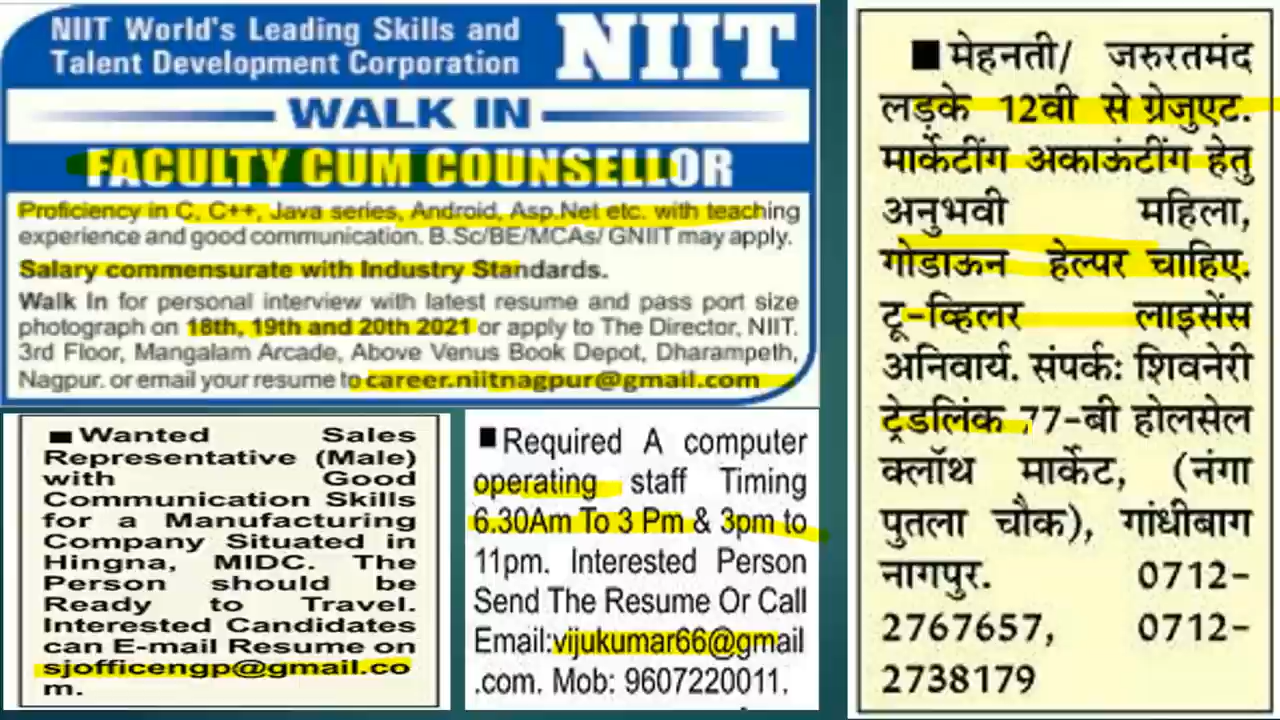 NIIT World's Leading Skills and
Talent Development Corporation
NIIT
WALK IN
FACULTY CUM COUNSELLOR
Proficiency in C, C++, Java series, Android, Asp.Net etc. with teaching
experience and good communication. B.Sc/BE/MCAs/ GNIIT may apply.
Salary commensurate with Industry Standards.
Walk In for personal interview with latest resume and pass port size
photograph on 18th, 19th and 20th 2021 or apply to The Director, NIIT.
3rd Floor, Mangalam Arcade, Above Venus Book Depot, Dharampeth,
Nagpur. or email your resume to career.niitnagpur@gmail.com
■Wanted Sales
Representative (Male)
with Good
Communication Skills
for a Manufacturing
Company Situated in
Hingna, MIDC. The
Person should be
Ready to Travel.
Interested Candidates
can E-mail Resume on
sjofficengp@gmail.co
m.
■Required A computer
operating staff Timing
6.30Am To 3 Pm & 3pm to
11pm. Interested Person
Send The Resume Or Call
Email:vijukumar66@gmail
.com. Mob: 9607220011.
■मेहनती/ जरुरतमंद
लड़के 12वी से ग्रेजुएट.
मार्केटींग अकाऊंटींग हेतु
अनुभवी महिला,
गोडाऊन हेल्पर चाहिए.
टू-व्हिलर लाइसेंस
अनिवार्य. संपर्क: शिवनेरी
ट्रेडलिंक 77-बी होलसेल
क्लॉथ मार्केट, (नंगा
पुतला चौक), गांधीबाग
नागपुर. 0712-
2767657, 0712-
2738179